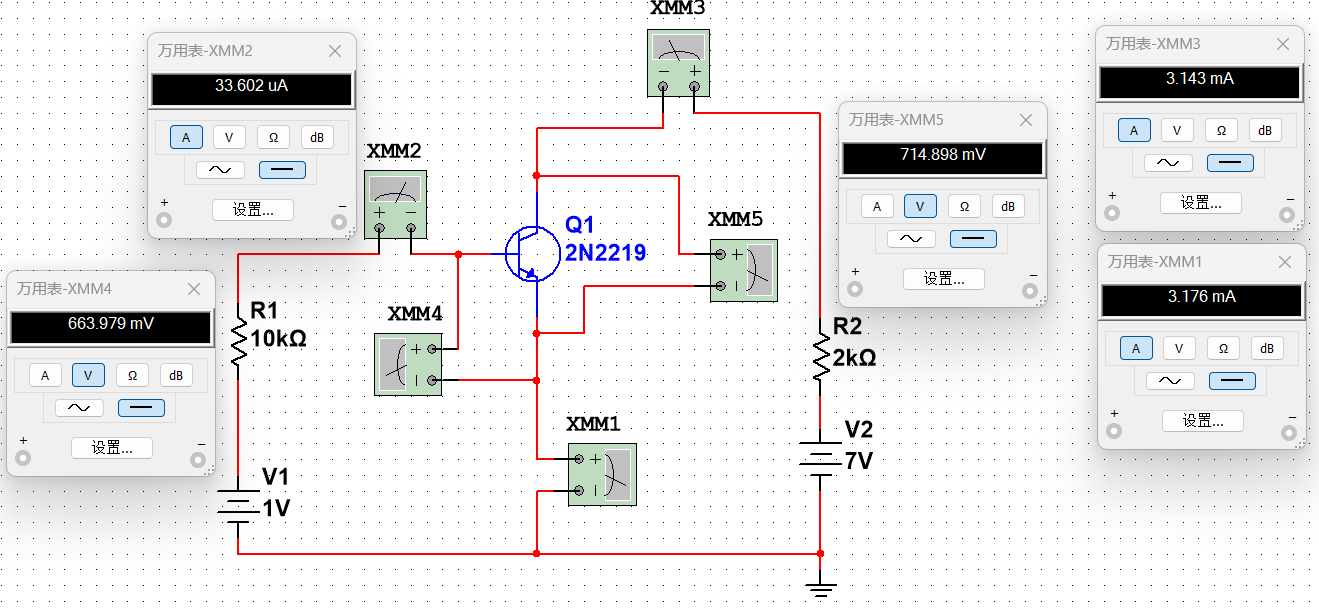 XMM3
万用表-XMM2
33.602 uA
A V Ω dB
+ −
设置...
万用表-XMM3
3.143 mA
A V Ω dB
+ −
设置...
万用表-XMM5
714.898 mV
A V Ω dB
+ −
设置...
XMM2
+ −
− +
Q1
2N2219
XMM5
+
−
万用表-XMM1
3.176 mA
A V Ω dB
+ −
设置...
万用表-XMM4
663.979 mV
A V Ω dB
+ −
设置...
R1
10kΩ
XMM4
+
−
R2
2kΩ
XMM1
+
−
V1
1V
V2
7V